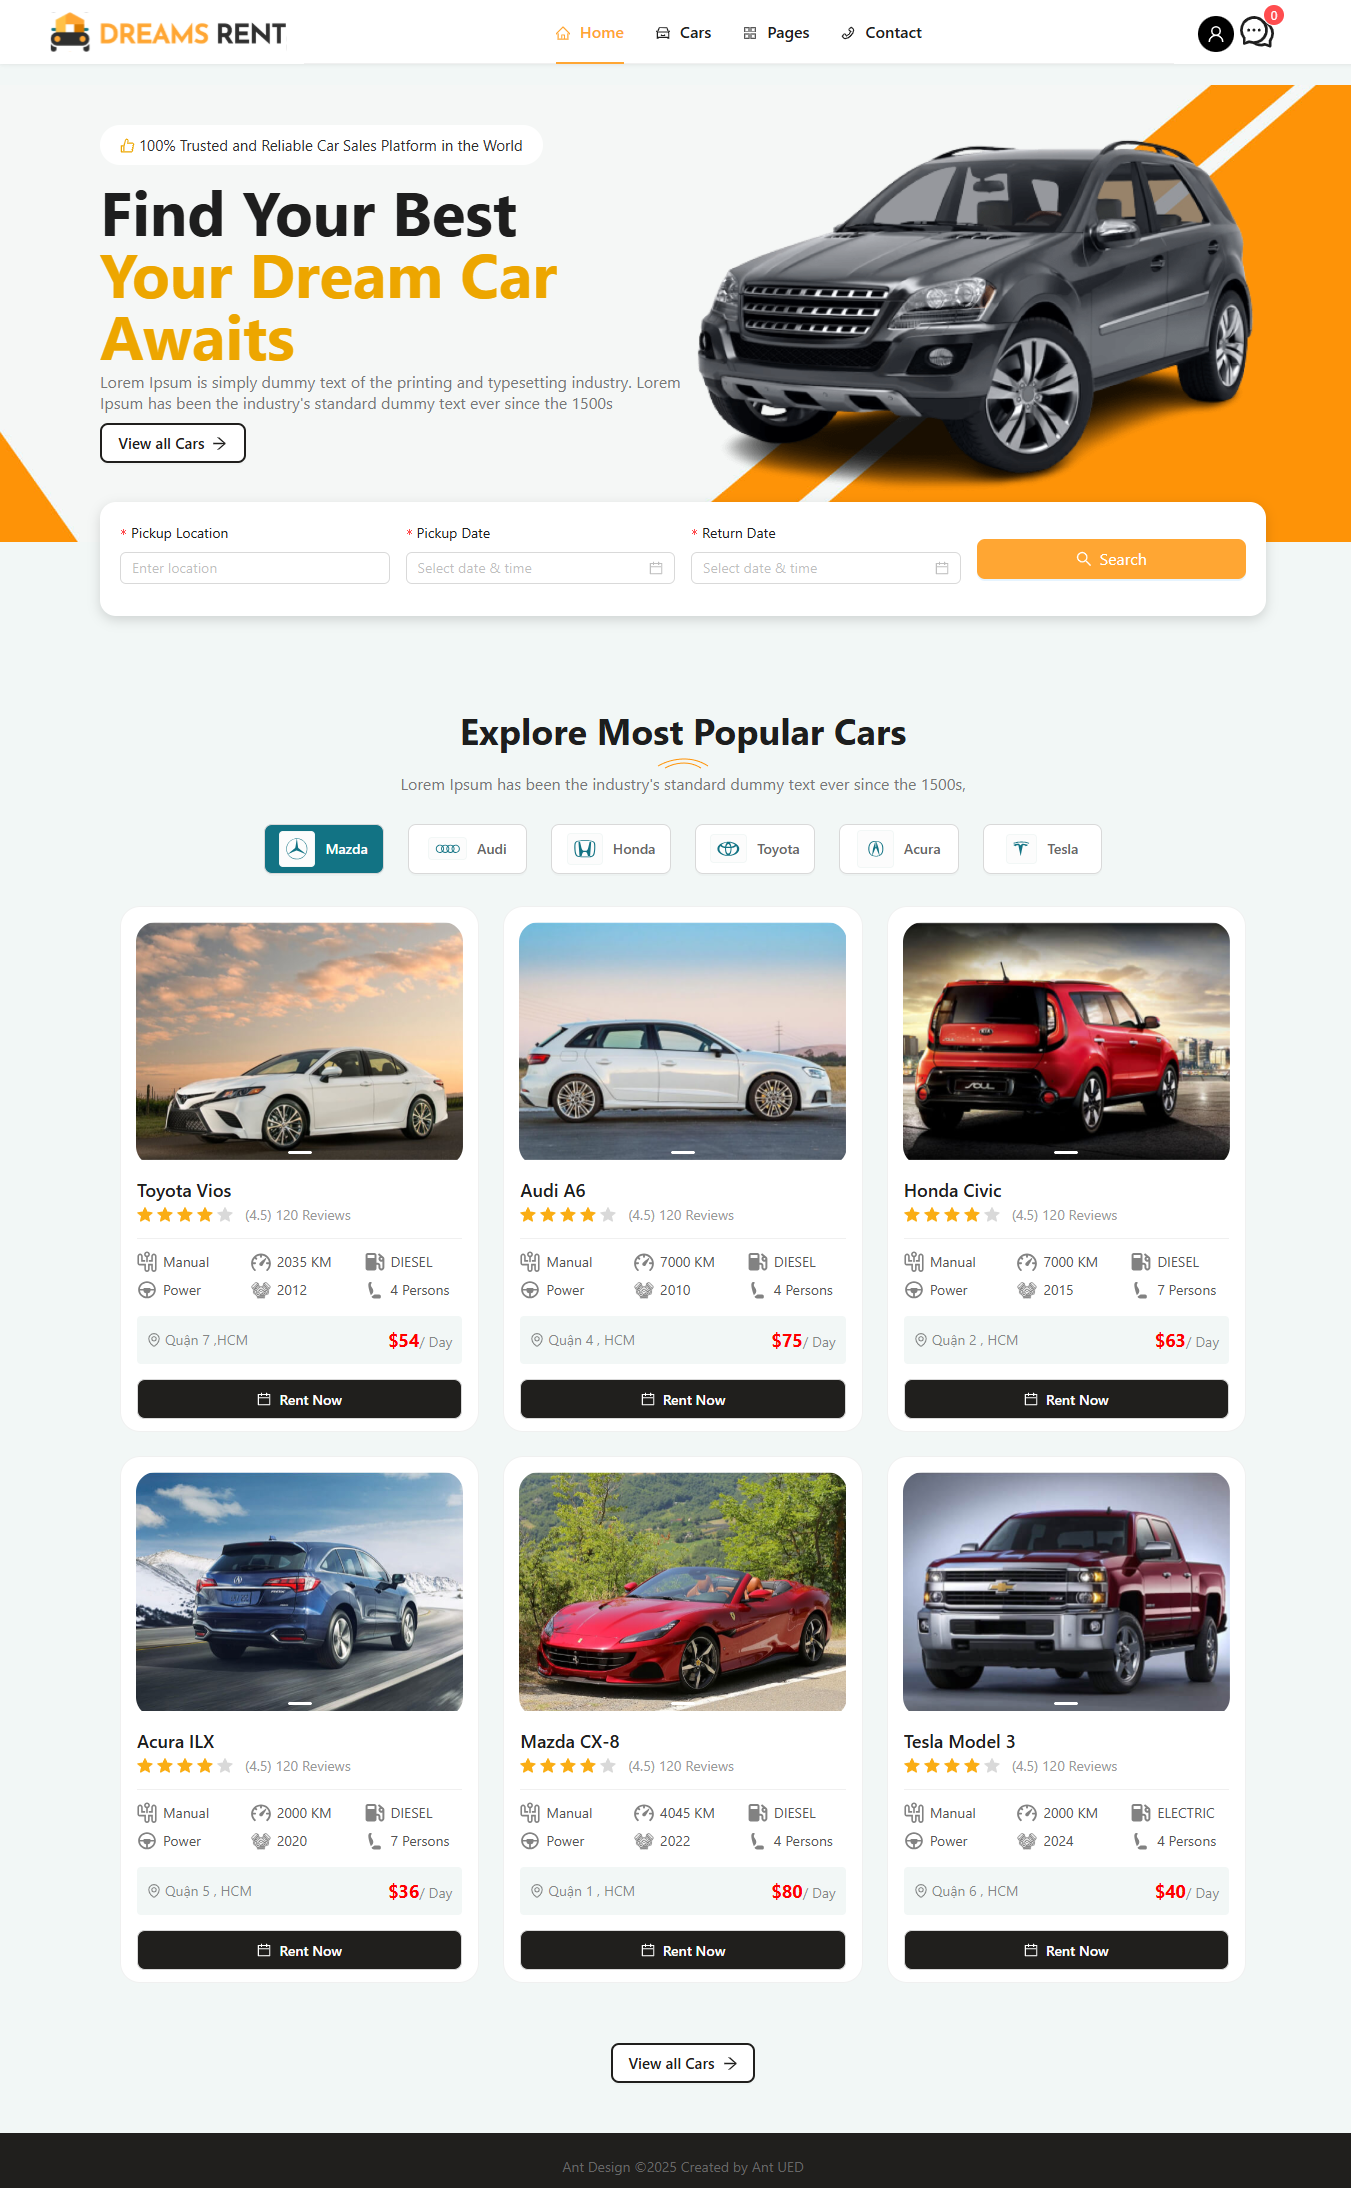 DREAMS RENT
Home
Cars
Pages
Contact
0
100% Trusted and Reliable Car Sales Platform in the World
Find Your Best
Your Dream Car
Awaits
Lorem Ipsum is simply dummy text of the printing and typesetting industry. Lorem
Ipsum has been the industry's standard dummy text ever since the 1500s
View all Cars
* Pickup Location
Enter location
* Pickup Date
Select date & time
* Return Date
Select date & time
Search
Explore Most Popular Cars
Lorem Ipsum has been the industry's standard dummy text ever since the 1500s,
Mazda
Audi
Honda
Toyota
Acura
Tesla
Toyota Vios
(4.5) 120 Reviews
Manual
2035 KM
DIESEL
Power
2012
4 Persons
Quận 7 ,HCM
$54/ Day
Rent Now
Audi A6
(4.5) 120 Reviews
Manual
7000 KM
DIESEL
Power
2010
4 Persons
Quận 4 , HCM
$75/ Day
Rent Now
SOUL
Honda Civic
(4.5) 120 Reviews
Manual
7000 KM
DIESEL
Power
2015
7 Persons
Quận 2 , HCM
$63/ Day
Rent Now
Acura ILX
(4.5) 120 Reviews
Manual
2000 KM
DIESEL
Power
2020
7 Persons
Quận 5 , HCM
$36/ Day
Rent Now
Mazda CX-8
(4.5) 120 Reviews
Manual
4045 KM
DIESEL
Power
2022
4 Persons
Quận 1 , HCM
$80/ Day
Rent Now
Tesla Model 3
(4.5) 120 Reviews
Manual
2000 KM
ELECTRIC
Power
2024
4 Persons
Quận 6 , HCM
$40/ Day
Rent Now
View all Cars
Ant Design ©2025 Created by Ant UED